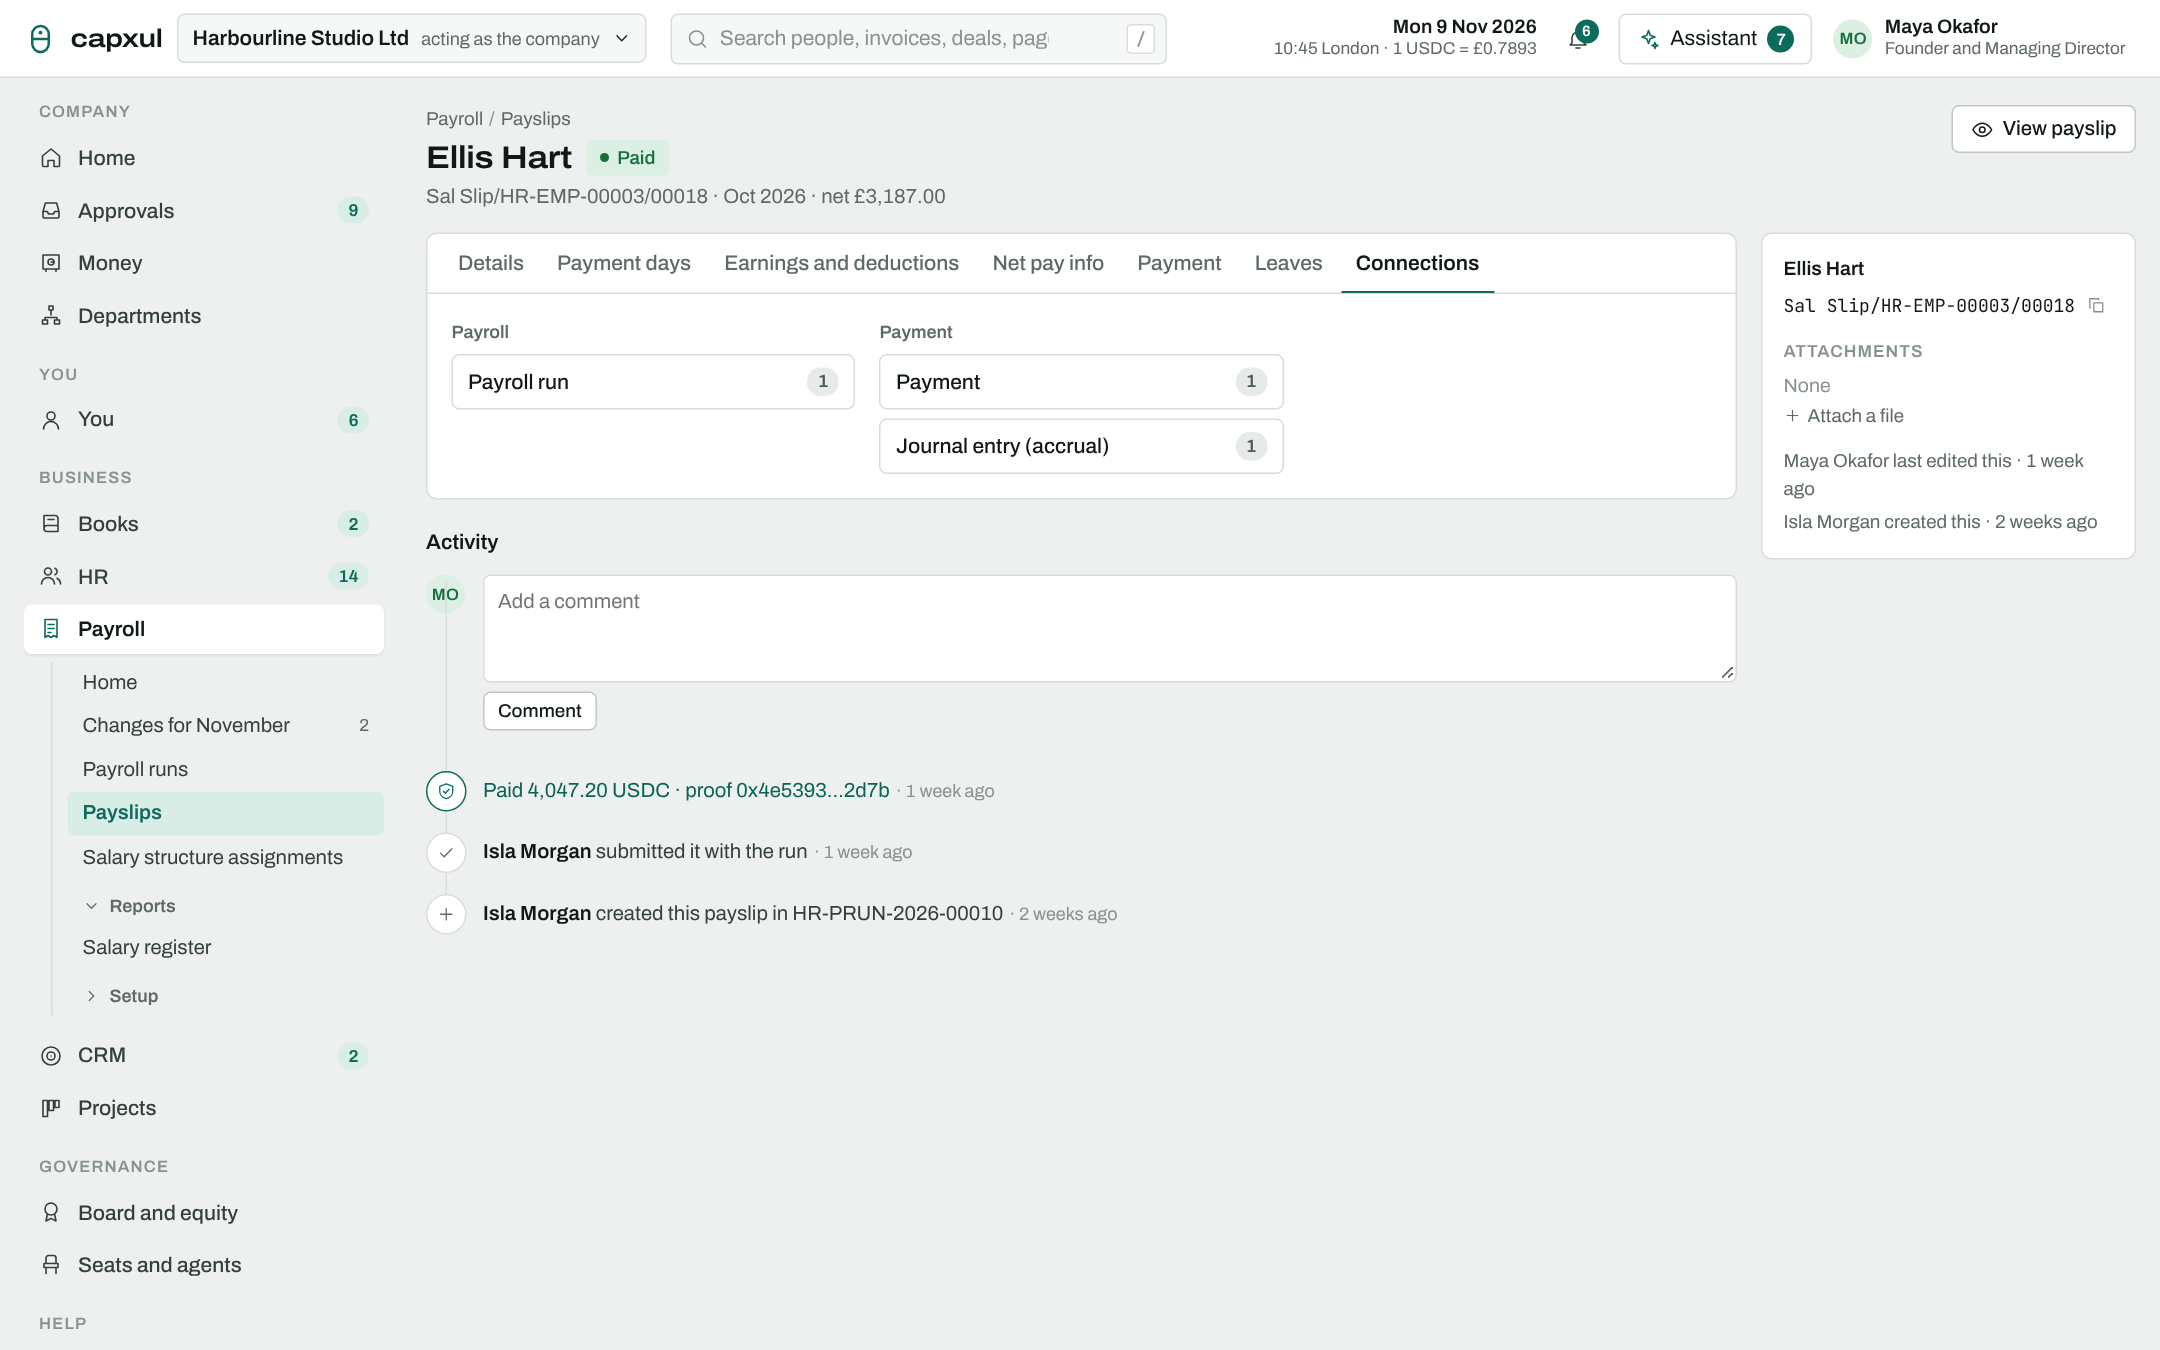 capxul
Harbourline Studio Ltd acting as the company
Search people, invoices, deals, pag
/
Mon 9 Nov 2026
10:45 London · 1 USDC = £0.7893
6
Assistant 7
MO
Maya Okafor
Founder and Managing Director
COMPANY
Home
Approvals 9
Money
Departments
YOU
You 6
BUSINESS
Books 2
HR 14
Payroll
Home
Changes for November 2
Payroll runs
Payslips
Salary structure assignments
Reports
Salary register
Setup
CRM 2
Projects
GOVERNANCE
Board and equity
Seats and agents
HELP
Payroll / Payslips
Ellis Hart Paid
Sal Slip/HR-EMP-00003/00018 · Oct 2026 · net £3,187.00
View payslip
Details Payment days Earnings and deductions Net pay info Payment Leaves Connections
Payroll
Payroll run 1
Payment
Payment 1
Journal entry (accrual) 1
Activity
MO
Add a comment
Comment
Paid 4,047.20 USDC · proof 0x4e5393...2d7b · 1 week ago
Isla Morgan submitted it with the run · 1 week ago
Isla Morgan created this payslip in HR-PRUN-2026-00010 · 2 weeks ago
Ellis Hart
Sal Slip/HR-EMP-00003/00018
ATTACHMENTS
None
+ Attach a file
Maya Okafor last edited this · 1 week
ago
Isla Morgan created this · 2 weeks ago